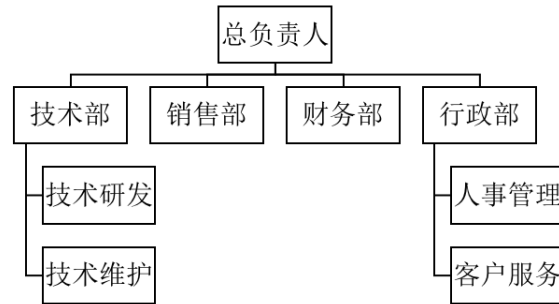 总负责人
技术部
销售部
财务部
行政部
技术研发
人事管理
技术维护
客户服务